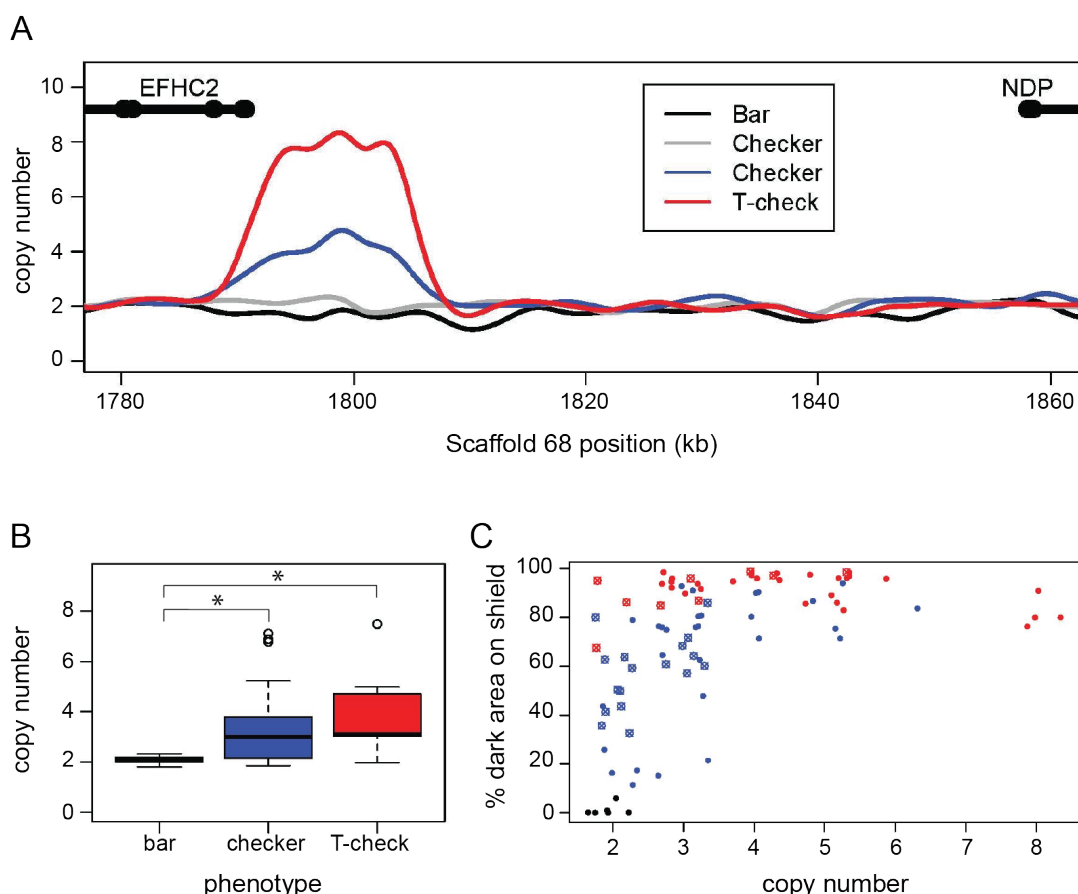 A
copy number
10
8
6
4
2
0
EFHC2
NDP
Bar
Checker
Checker
T-check
1780
1800
1820
1840
1860
Scaffold 68 position (kb)
B
copy number
8
6
4
2
0
*
*
bar
checker
T-check
phenotype
C
% dark area on shield
100
80
60
40
20
0
2
3
4
5
6
7
8
copy number